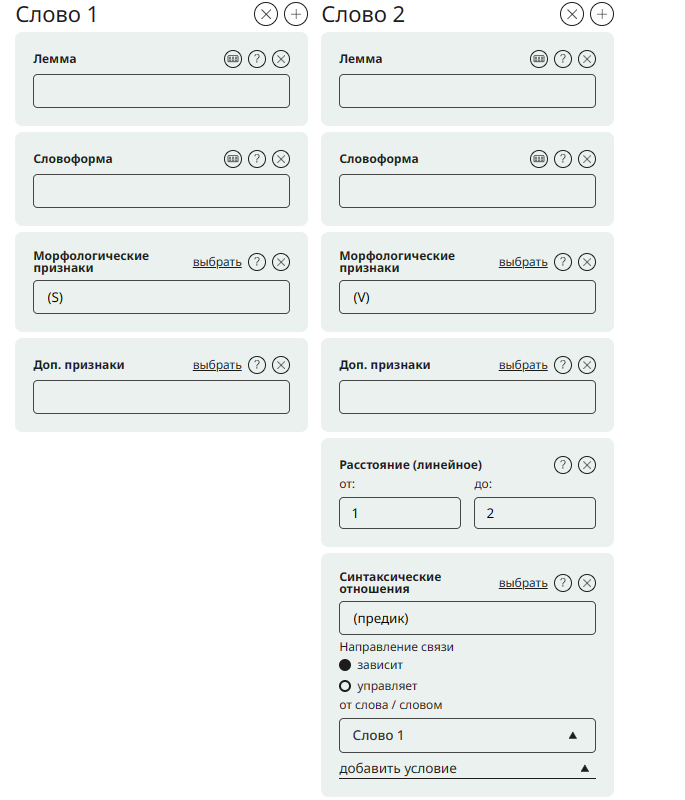 Слово 1
Лемма
?
Словоформа
?
Морфологические
признаки
выбрать
?
(S)
Доп. признаки
выбрать
?
Слово 2
Лемма
?
Словоформа
?
Морфологические
признаки
выбрать
?
(V)
Доп. признаки
выбрать
?
Расстояние (линейное)
?
от:
до:
1
2
Синтаксические
отношения
выбрать
?
(предик)
Направление связи
зависит
управляет
от слова / словом
Слово 1
добавить условие